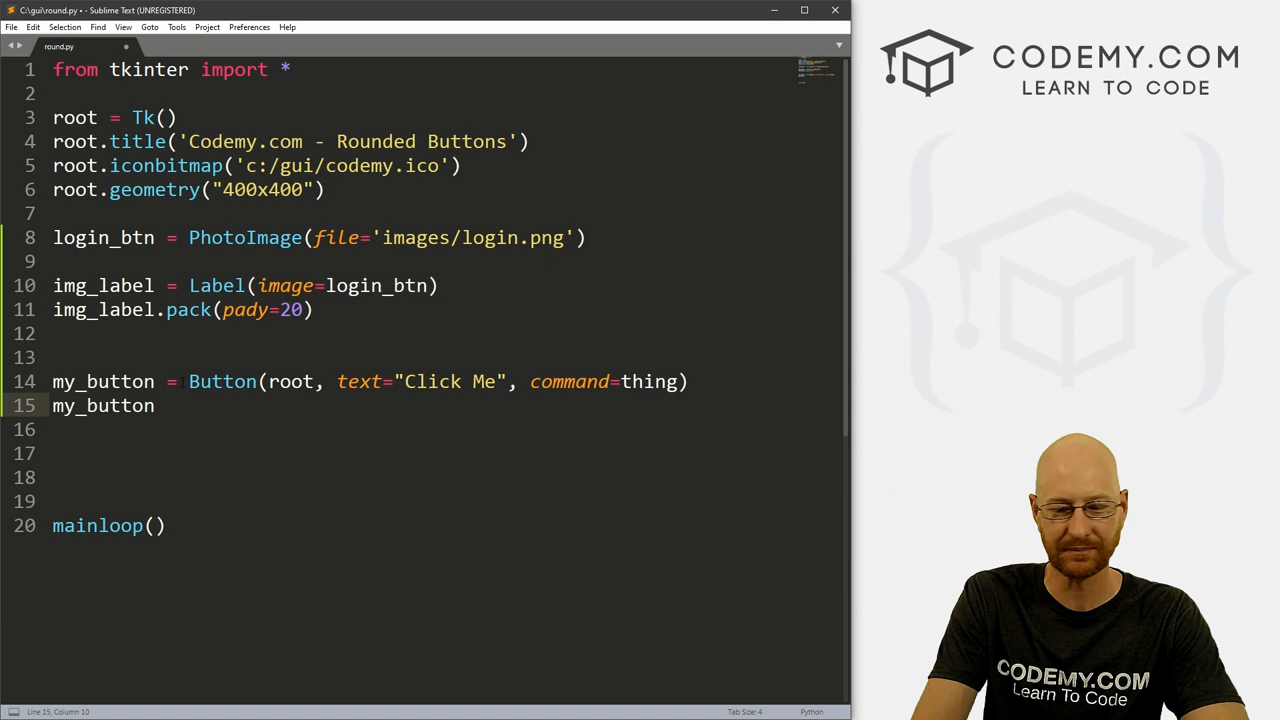 C:\gui\round.py • - Sublime Text (UNREGISTERED)
File Edit Selection Find View Goto Tools Project Preferences Help
round.py
1 from tkinter import *
2
3 root = Tk()
4 root.title('Codemy.com - Rounded Buttons')
5 root.iconbitmap('c:/gui/codemy.ico')
6 root.geometry("400x400")
7
8 login_btn = PhotoImage(file='images/login.png')
9
10 img_label = Label(image=login_btn)
11 img_label.pack(pady=20)
12
13
14 my_button = Button(root, text="Click Me", command=thing)
15 my_button
16
17
18
19
20 mainloop()
Line 15, Column 10
Tab Size: 4
Python
CODEMY.COM
LEARN TO CODE
CODEMY.COM
Learn To Code